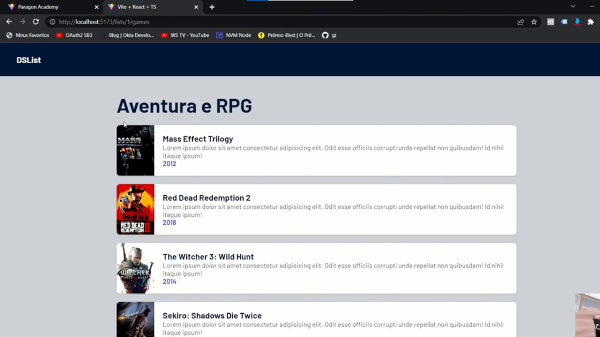 Paragon Academy
Vite + React + TS
http://localhost:5173/lists/1/games
Meus Favoritos
OAuth2 SB3
Blog | Okta Develo...
WS TV - YouTube
NVM Node
Prêmio iBest | O Prê...
gi
DSList
Aventura e RPG
Mass Effect Trilogy
Lorem ipsum dolor sit amet consectetur adipisicing elit. Odit esse officiis corrupti unde repellat non quibusdam! Id nihil
itaque ipsum!
2012
Red Dead Redemption 2
Lorem ipsum dolor sit amet consectetur adipisicing elit. Odit esse officiis corrupti unde repellat non quibusdam! Id nihil
itaque ipsum!
2018
The Witcher 3: Wild Hunt
Lorem ipsum dolor sit amet consectetur adipisicing elit. Odit esse officiis corrupti unde repellat non quibusdam! Id nihil
itaque ipsum!
2014
Sekiro: Shadows Die Twice
Lorem ipsum dolor sit amet consectetur adipisicing elit. Odit esse officiis corrupti unde repellat non quibusdam! Id nihil
itaque ipsum!